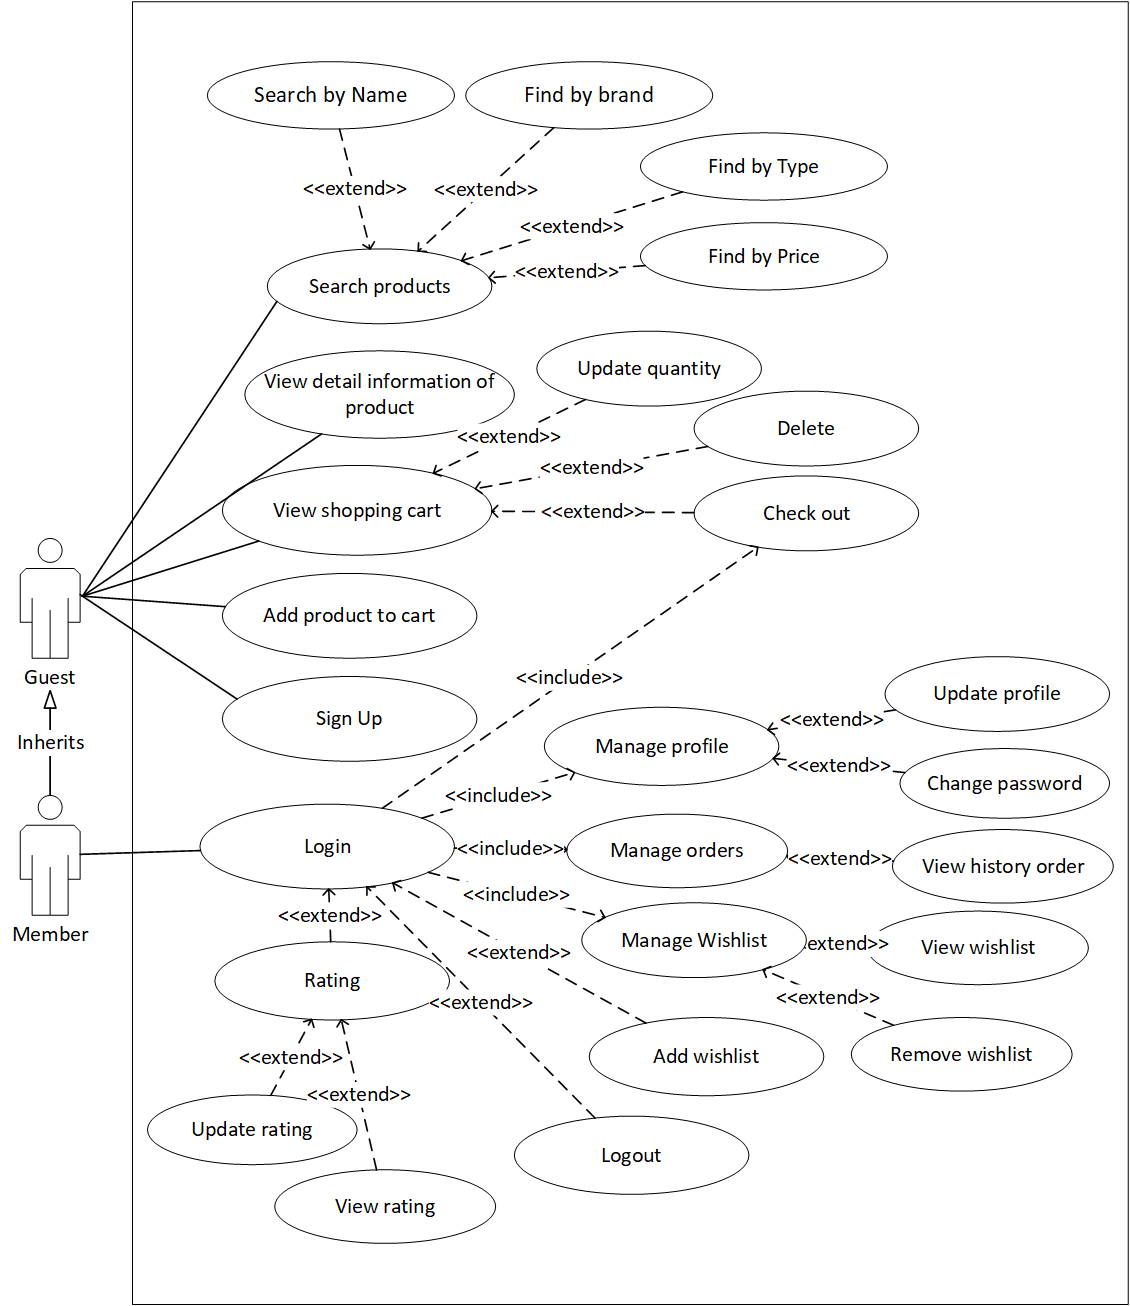 Search by Name
Find by brand
Find by Type
<<extend>>
<<extend>>
<<extend>>
Find by Price
<<extend>>
Search products
Update quantity
View detail information of
product
Delete
<<extend>>
<<extend>>
View shopping cart
<<extend>>
Check out
Add product to cart
Guest
<<include>>
Update profile
Sign Up
<<extend>>
Manage profile
Inherits
<<extend>>
Change password
<<include>>
Login
<<include>>
Manage orders
<<extend>>
View history order
<<include>>
<<extend>>
Member
Manage Wishlist
extend>>
View wishlist
<<extend>>
Rating
<<extend>>
<<extend>>
Remove wishlist
<<extend>>
Add wishlist
<<extend>>
Update rating
Logout
View rating